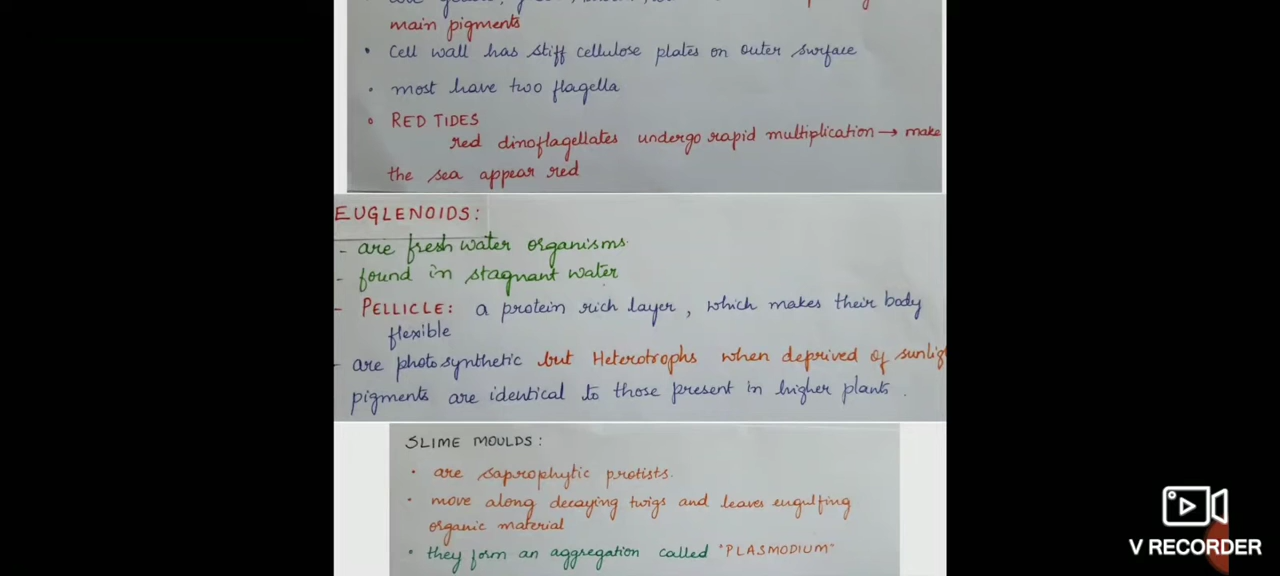 main pigments
• Cell wall has stiff cellulose plates on outer surface
• most have two flagella
° RED TIDES
red dinoflagellates undergo rapid multiplication → make
the sea appear red
EUGLENOIDS:
- are fresh water organisms.
- found in stagnant water
- PELLICLE: a protein rich layer, which makes their body
flexible
- are photosynthetic but Heterotrophs when deprived of sunlig
pigments are identical to those present in higher plants.
SLIME MOULDS:
• are saprophytic protists.
• move along decaying twigs and leaves engulfing
organic material
• they form an aggregation called "PLASMODIUM"
V RECORDER